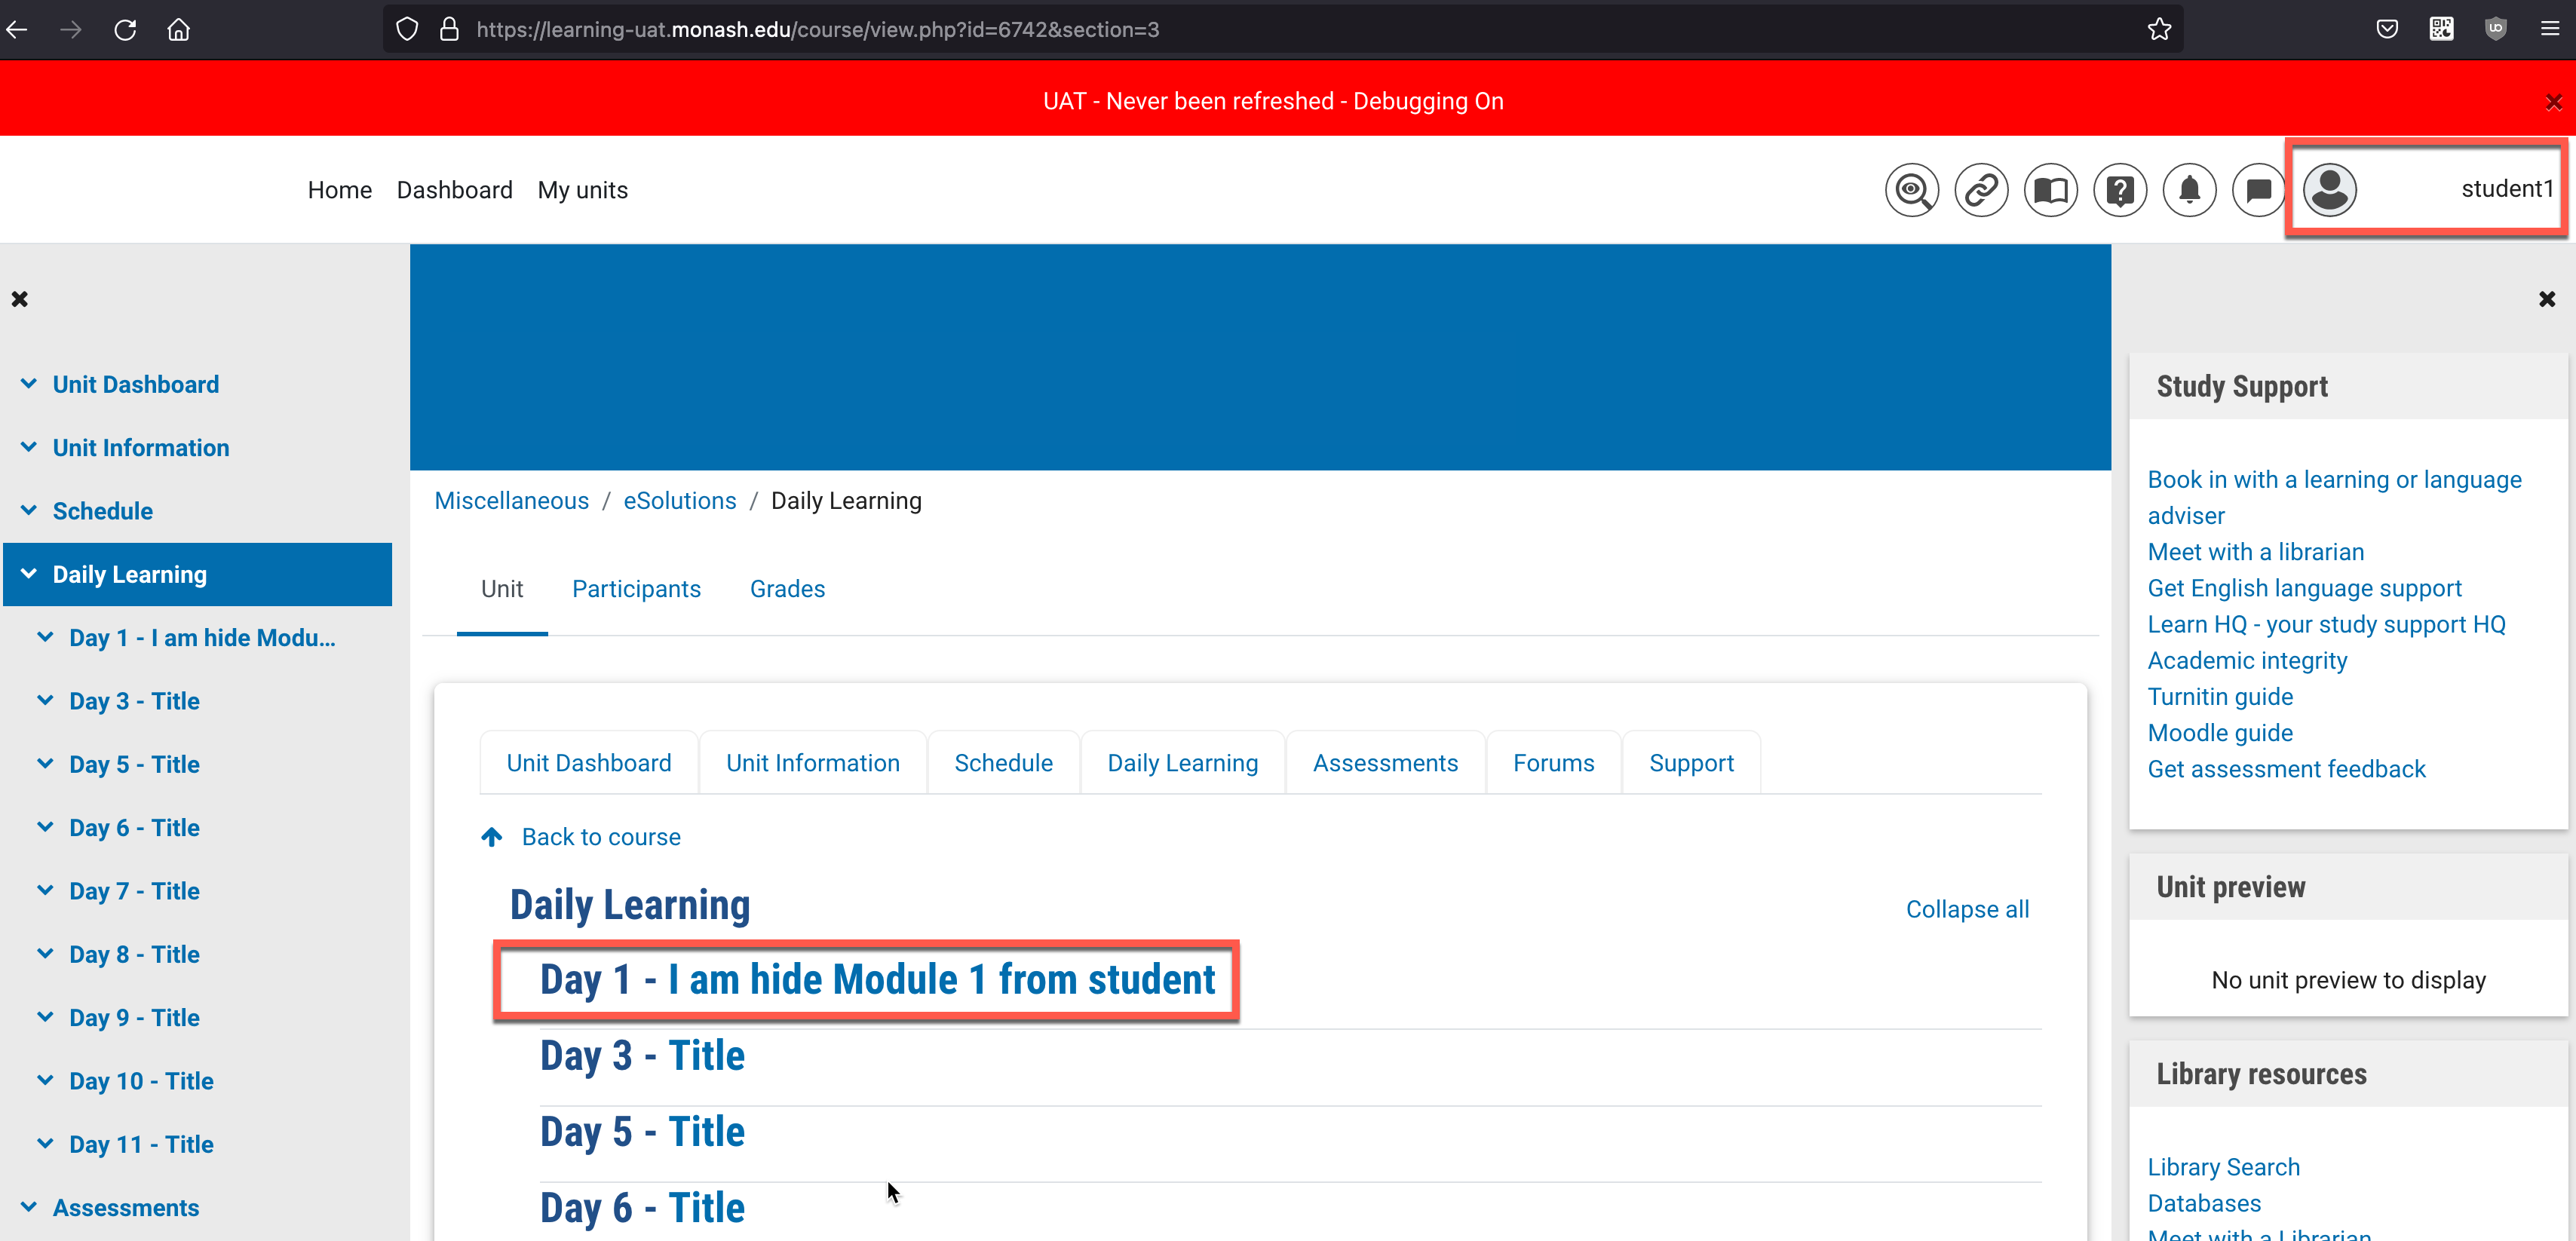 https://learning-uat.monash.edu/course/view.php?id=6742&section=3
UAT - Never been refreshed - Debugging On
Home Dashboard My units
student1
Unit Dashboard
Unit Information
Schedule
Daily Learning
Day 1 - I am hide Modu...
Day 3 - Title
Day 5 - Title
Day 6 - Title
Day 7 - Title
Day 8 - Title
Day 9 - Title
Day 10 - Title
Day 11 - Title
Assessments
Miscellaneous / eSolutions / Daily Learning
Unit Participants Grades
Unit Dashboard Unit Information Schedule Daily Learning Assessments Forums Support
Back to course
Daily Learning
Collapse all
Day 1 - I am hide Module 1 from student
Day 3 - Title
Day 5 - Title
Day 6 - Title
Study Support
Book in with a learning or language
adviser
Meet with a librarian
Get English language support
Learn HQ - your study support HQ
Academic integrity
Turnitin guide
Moodle guide
Get assessment feedback
Unit preview
No unit preview to display
Library resources
Library Search
Databases
Meet with a Librarian